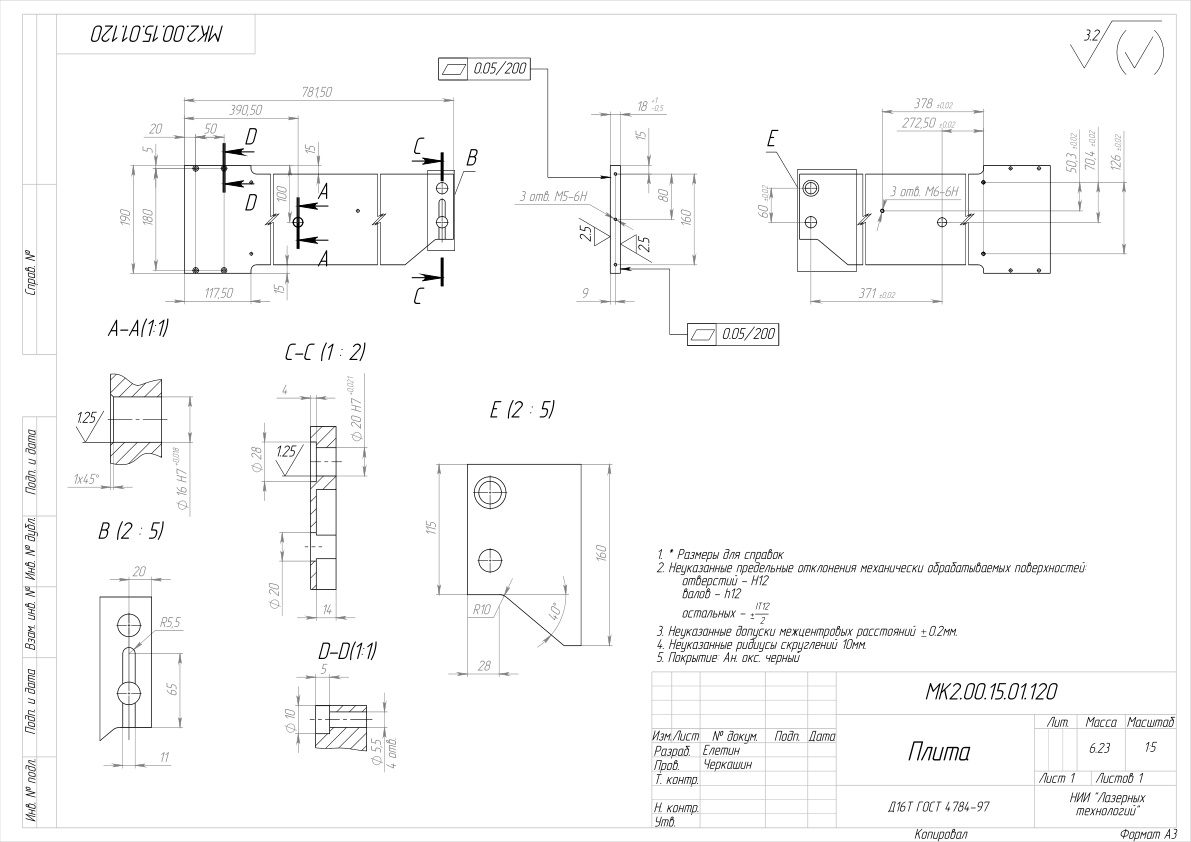 МК2.00.15.01.120
3.2
0.05/200
781,50
390,50
20
50
D
D
5
15
C
B
100
A
A
190
180
117,50
15
C
18 +1 -0,5
15
3 отв. М5-6Н
80
160
2.5
2.5
9
0.05/200
378 ±0,02
272,50 ±0,02
E
50,3 ±0,02
70,4 ±0,02
126 ±0,02
60 ±0,02
3 отв. М6-6Н
371 ±0,02
A-A(1:1)
1.25
1x45°
Ф 16 H7 +0,018
C-C (1 : 2)
4
Ф 20 H7 +0,021
Ф 28
1.25
Ф 20
14
E (2 : 5)
115
160
R10
40°
28
B (2 : 5)
20
R5,5
65
11
D-D(1:1)
5
Ф 10
Ф 5,5
4 отв.
1. * Размеры для справок
2. Неуказанные предельные отклонения механически обрабатываемых поверхностей:
отверстий - Н12
валов - h12
остальных - ± IT12/2
3. Неуказанные допуски межцентровых расстояний ± 0.2мм.
4. Неуказанные ридиусы скруглений 10мм.
5. Покрытие: Ан. окс. черный
МК2.00.15.01.120
Изм. Лист № докум. Подп. Дата
Разраб. Елетин
Пров. Черкашин
Т. контр.
Н. контр.
Утв.
Плита
Лит. Масса Масштаб
6.23 1:5
Лист 1 Листов 1
Д16Т ГОСТ 4784-97
НИИ "Лазерных
технологий"
Копировал Формат А3
Справ. №
Подп. и дата
Инв. № дубл.
Взам. инв. №
Подп. и дата
Инв. № подл.